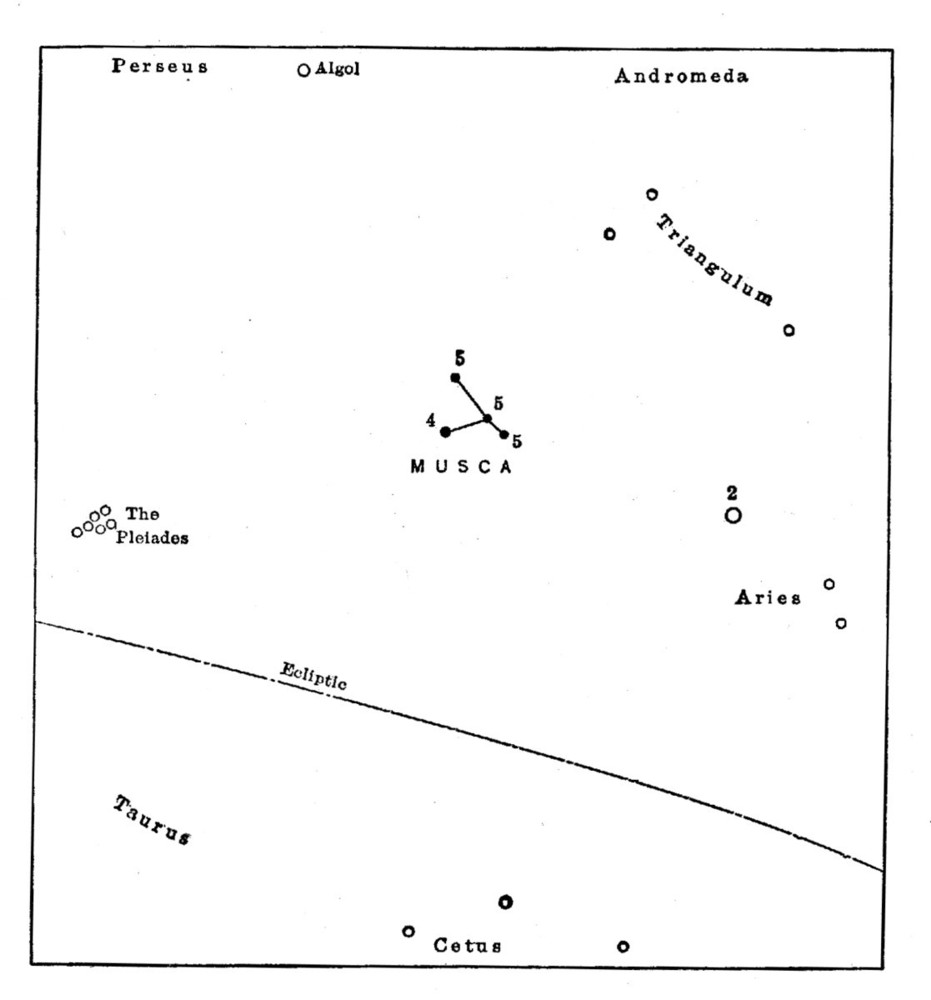 Perseus
Algol
Andromeda
Triangulum
5
5
4
5
MUSCA
2
The
Pleiades
Aries
Ecliptic
Taurus
Cetus